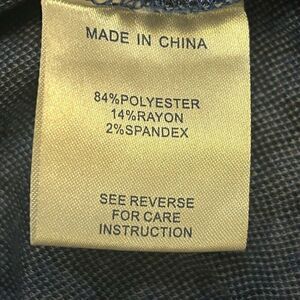 MADE IN CHINA
84%POLYESTER
14%RAYON
2%SPANDEX
SEE REVERSE
FOR CARE
INSTRUCTION